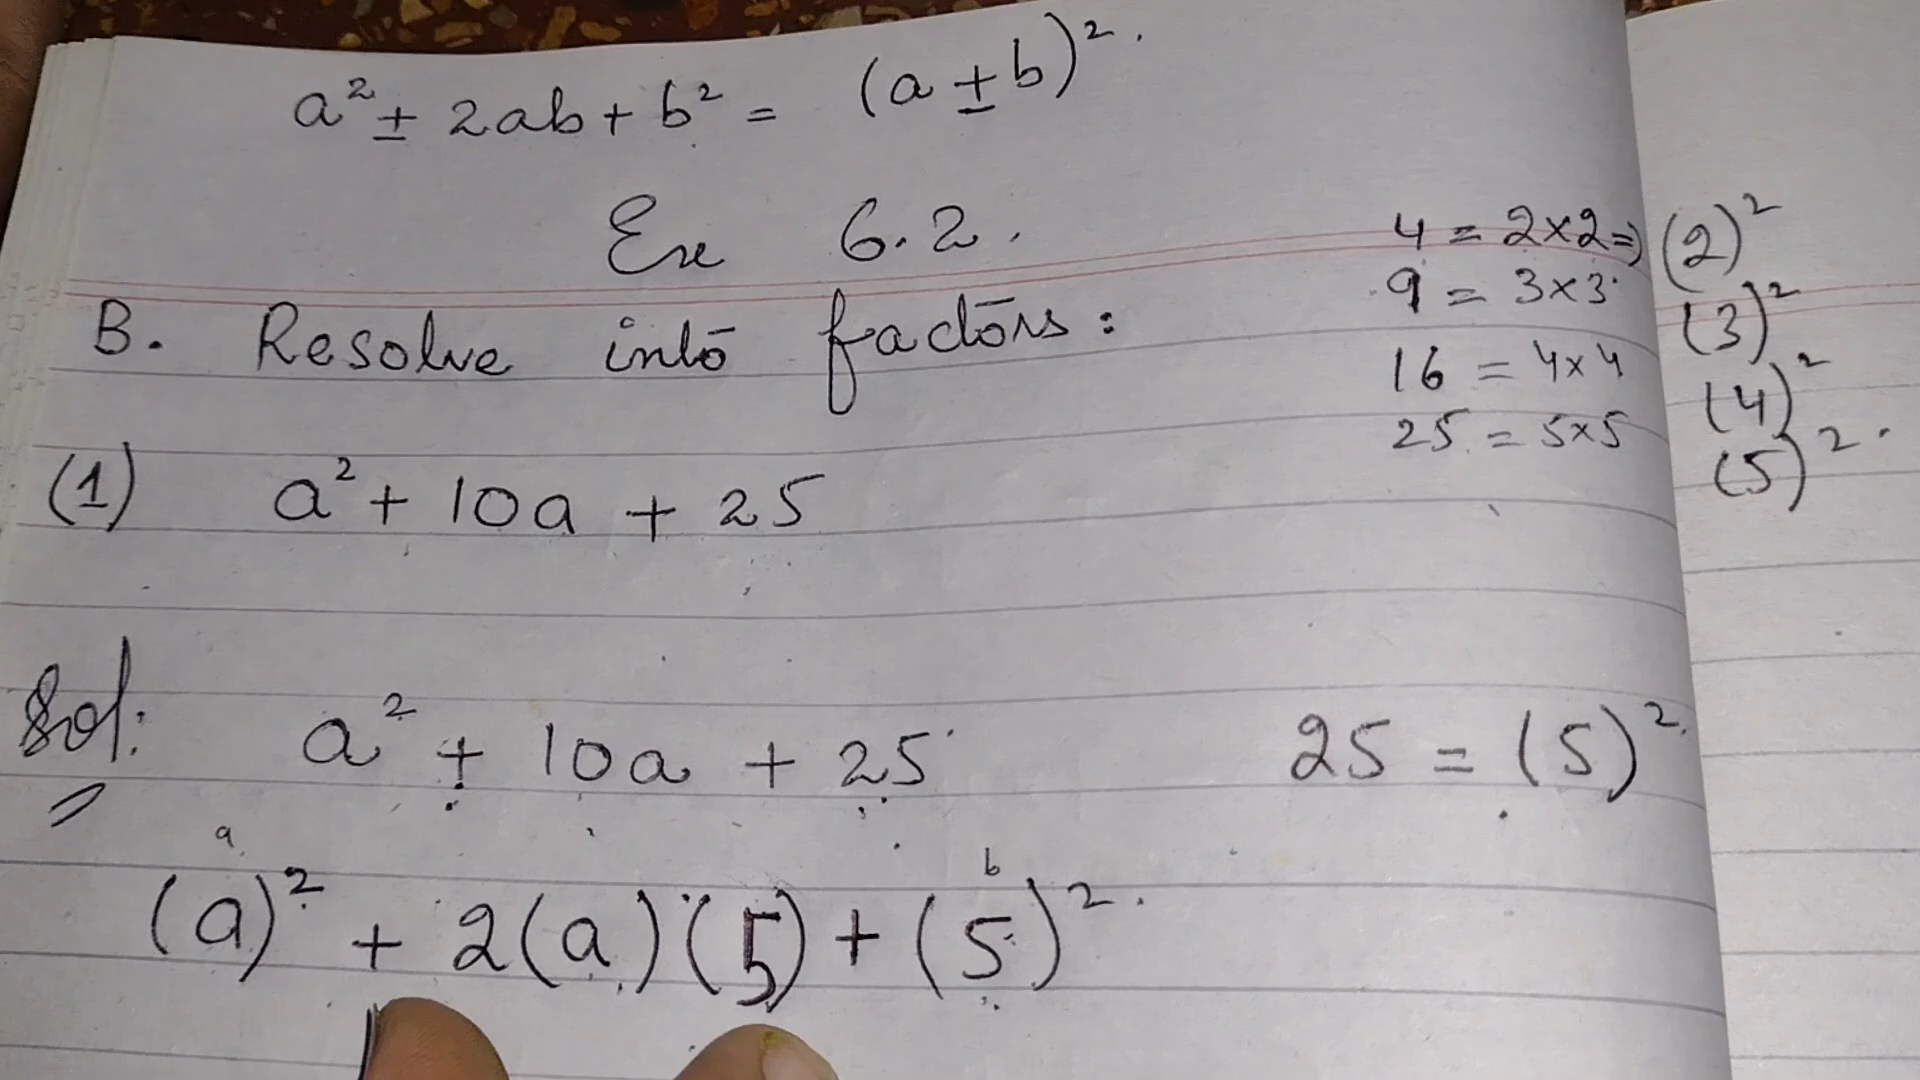 a² ± 2ab + b² = (a ± b)².
Ex 6.2.
4 = 2×2 ⇒ (2)²
9 = 3×3 (3)²
16 = 4×4 (4)²
25 = 5×5 (5)².
B. Resolve into factors:
(1) a² + 10a + 25
Sol: a² + 10a + 25
25 = (5)²
a b
(a)² + 2(a)(5) + (5)².